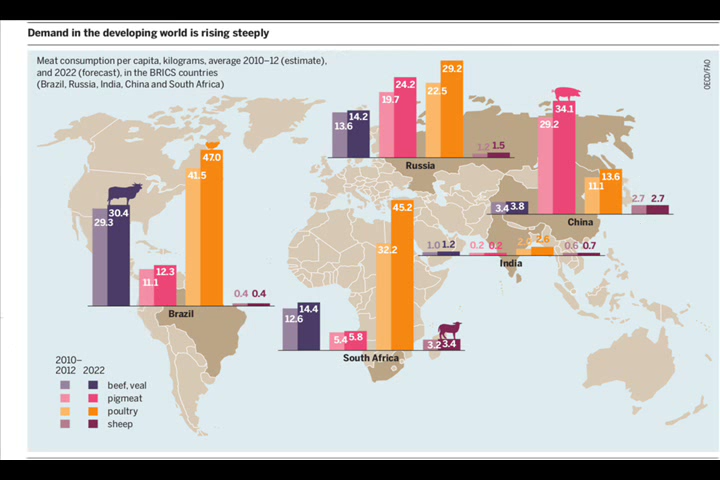 Demand in the developing world is rising steeply
Meat consumption per capita, kilograms, average 2010–12 (estimate),
and 2022 (forecast), in the BRICS countries
(Brazil, Russia, India, China and South Africa)
OECD/FAO
13.6 14.2 19.7 24.2 22.5 29.2 1.2 1.5
Russia
3.4 3.8 29.2 34.1 11.1 13.6 2.7 2.7
China
29.3 30.4 11.1 12.3 41.5 47.0 0.4 0.4
Brazil
1.0 1.2 0.2 0.2 2.6 0.6 0.7
India
12.6 14.4 5.4 5.8 32.2 45.2 3.2 3.4
South Africa
2010–
2012 2022
beef, veal
pigmeat
poultry
sheep